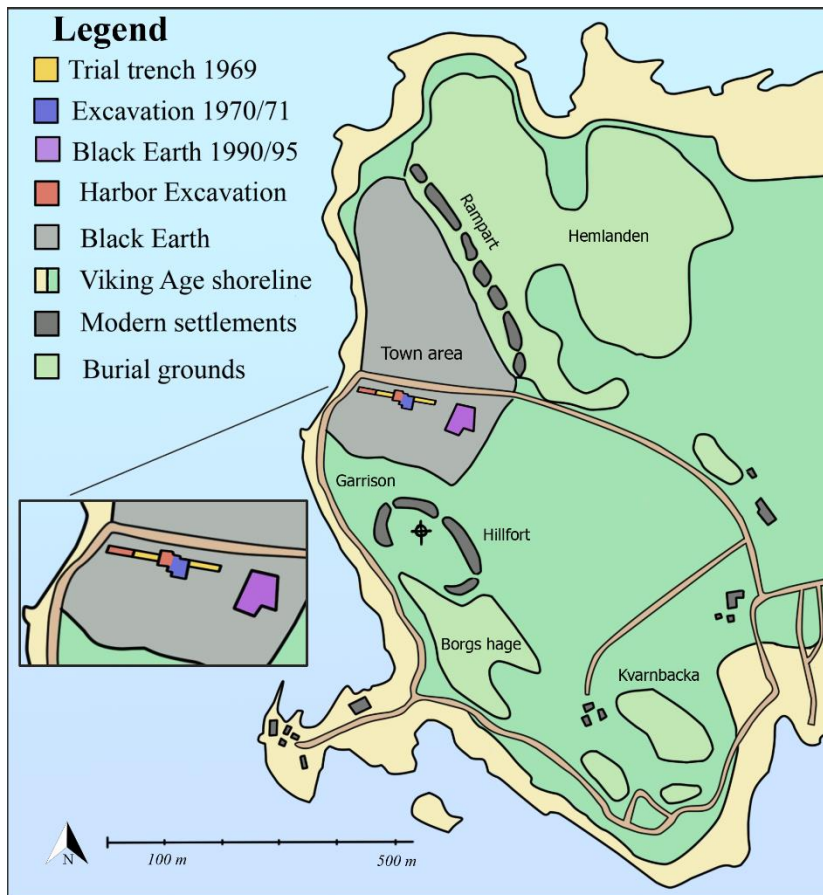 Legend
Trial trench 1969
Excavation 1970/71
Black Earth 1990/95
Harbor Excavation
Black Earth
Viking Age shoreline
Modern settlements
Burial grounds
Rampart
Hemlanden
Town area
Garrison
Hillfort
Borgs hage
Kvarnbacka
N
100 m
500 m